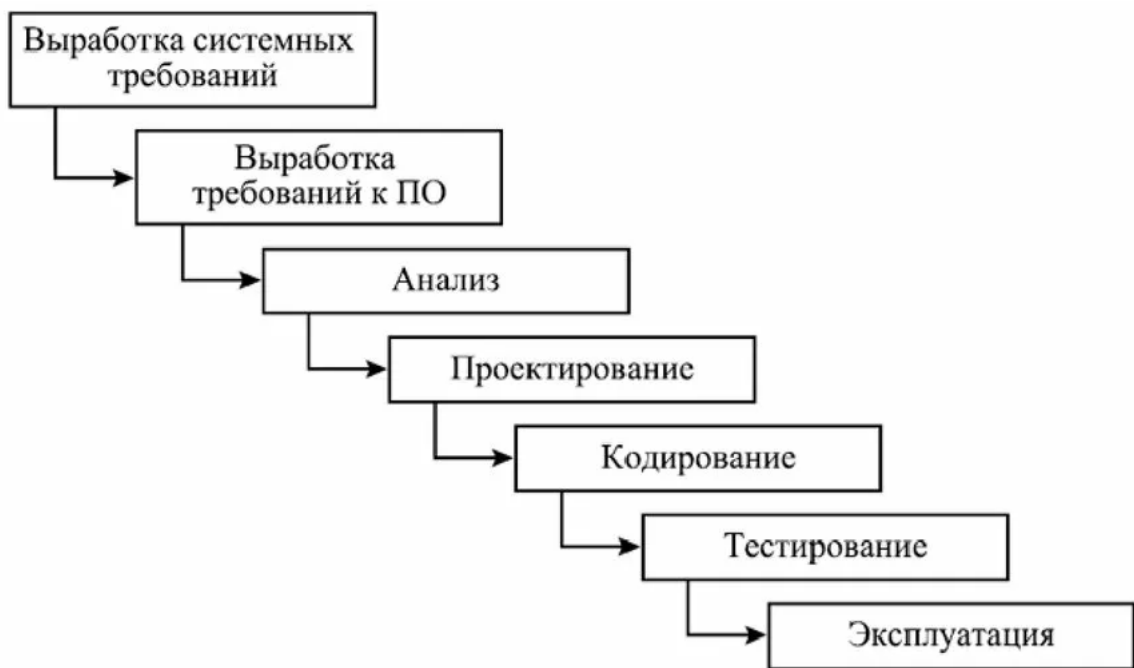 Выработка системных
требований
Выработка
требований к ПО
Анализ
Проектирование
Кодирование
Тестирование
Эксплуатация